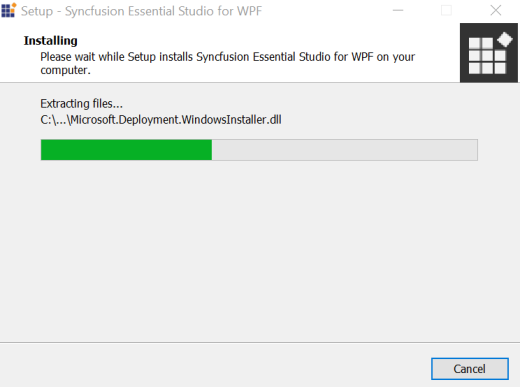 Setup - Syncfusion Essential Studio for WPF
Installing
Please wait while Setup installs Syncfusion Essential Studio for WPF on your
computer.
Extracting files...
C:\...\Microsoft.Deployment.WindowsInstaller.dll
Cancel